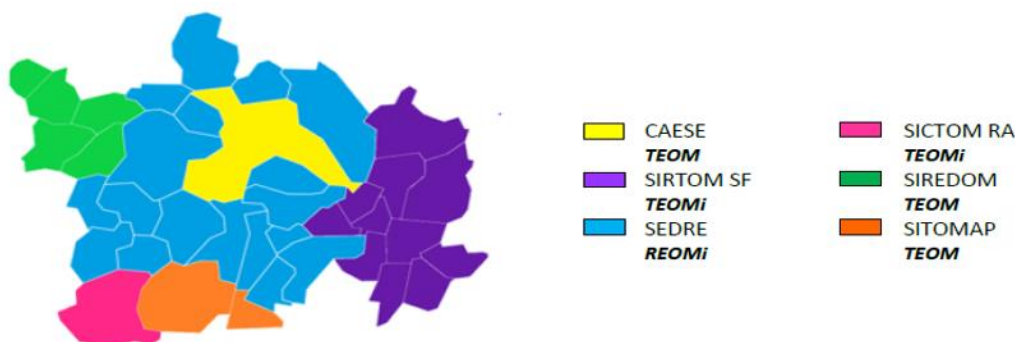 CAESE
TEOM
SIRTOM SF
TEOMi
SEDRE
REOMi
SICTOM RA
TEOMi
SIREDOM
TEOM
SITOMAP
TEOM